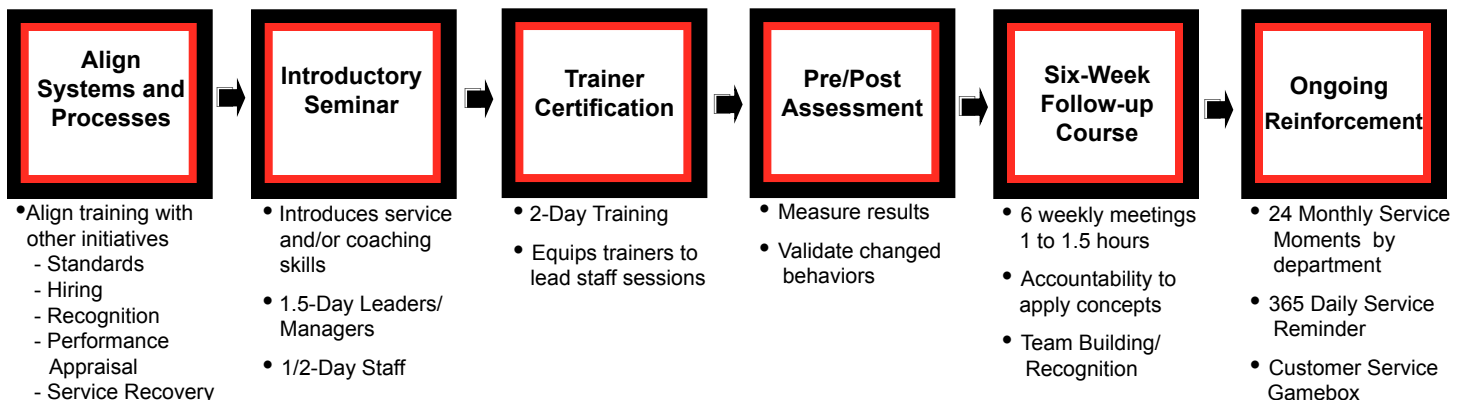 Align
Systems and
Processes
•Align training with
other initiatives
- Standards
- Hiring
- Recognition
- Performance
Appraisal
- Service Recovery
Introductory
Seminar
• Introduces service
and/or coaching
skills
• 1.5-Day Leaders/
Managers
• 1/2-Day Staff
Trainer
Certification
• 2-Day Training
• Equips trainers to
lead staff sessions
Pre/Post
Assessment
• Measure results
• Validate changed
behaviors
Six-Week
Follow-up
Course
• 6 weekly meetings
1 to 1.5 hours
• Accountability to
apply concepts
• Team Building/
Recognition
Ongoing
Reinforcement
• 24 Monthly Service
Moments by
department
• 365 Daily Service
Reminder
• Customer Service
Gamebox